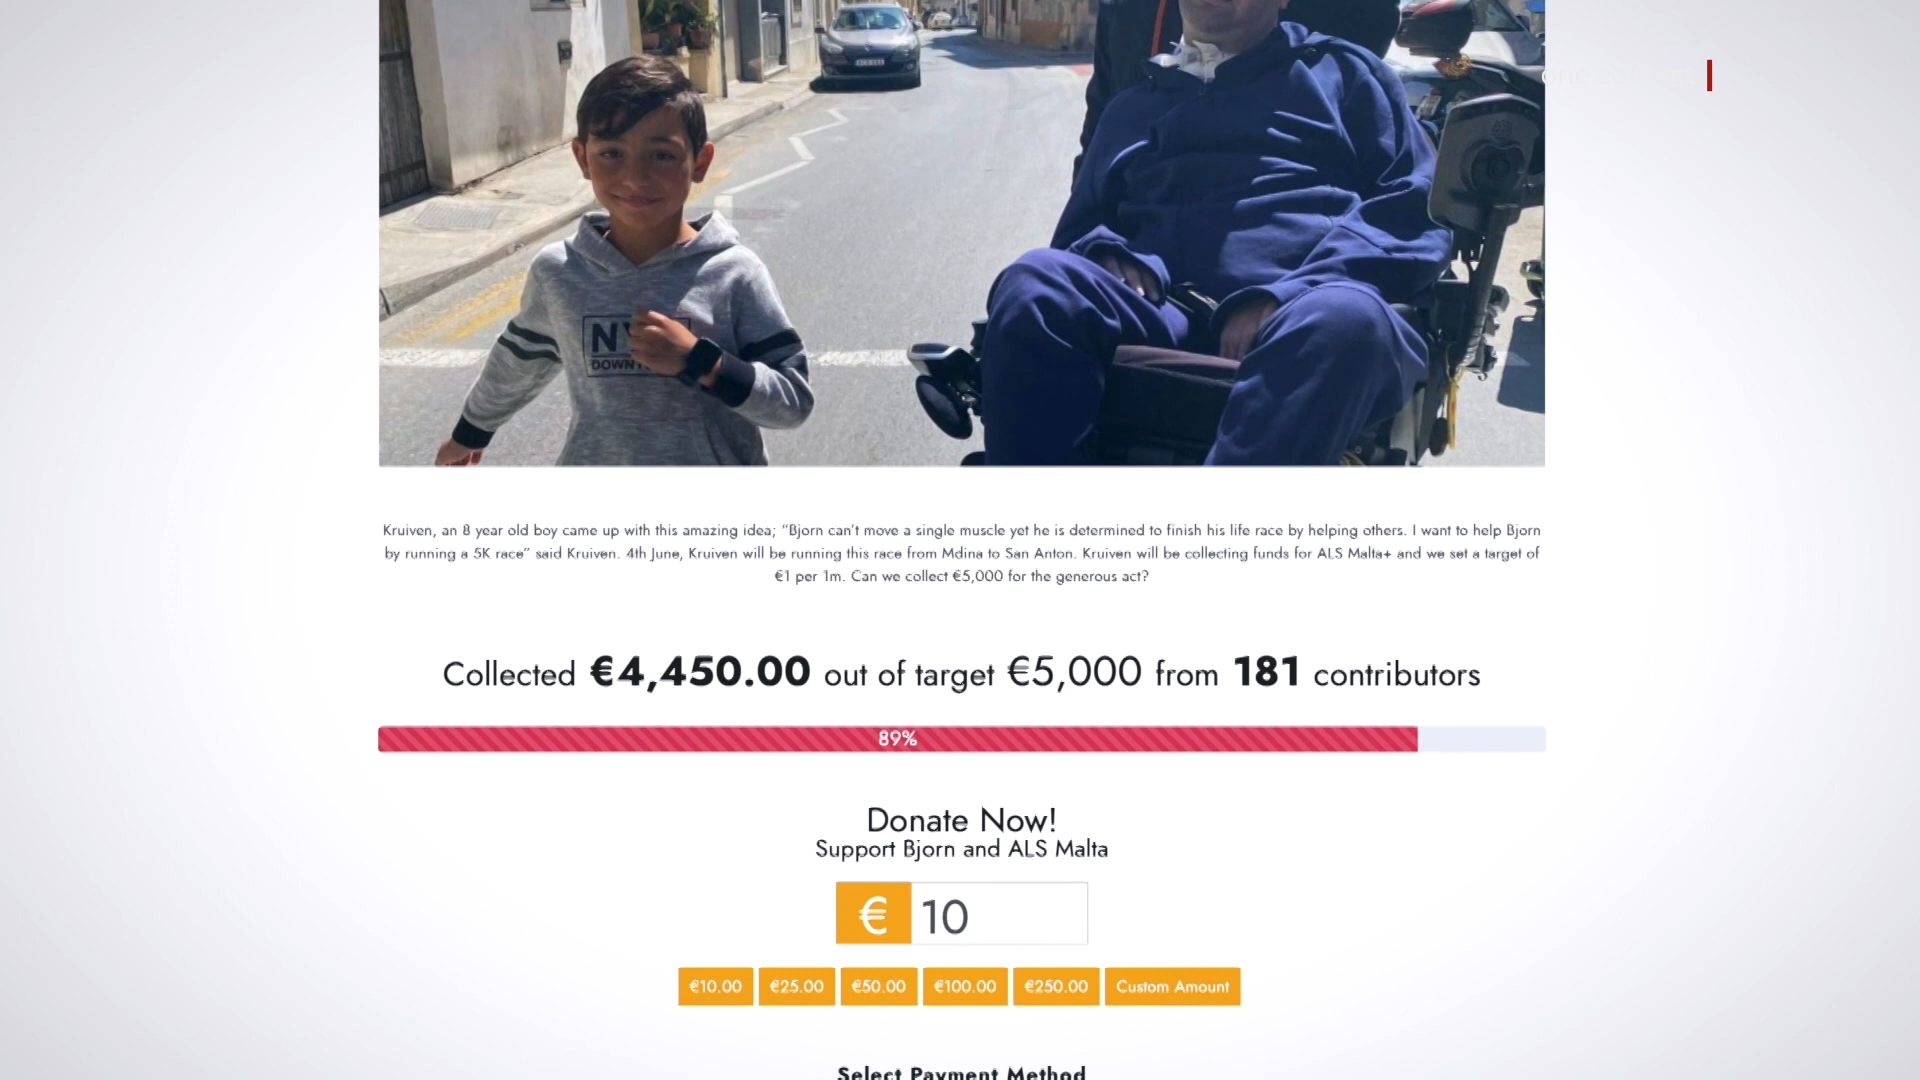 DOWN
Kruiven, an 8 year old boy came up with this amazing idea; “Bjorn can’t move a single muscle yet he is determined to finish his life race by helping others. I want to help Bjorn
by running a 5K race” said Kruiven. 4th June, Kruiven will be running this race from Mdina to San Anton. Kruiven will be collecting funds for ALS Malta+ and we set a target of
€1 per 1m. Can we collect €5,000 for the generous act?
Collected €4,450.00 out of target €5,000 from 181 contributors
89%
Donate Now!
Support Bjorn and ALS Malta
€ 10
€10.00 €25.00 €50.00 €100.00 €250.00 Custom Amount
Select Payment Method